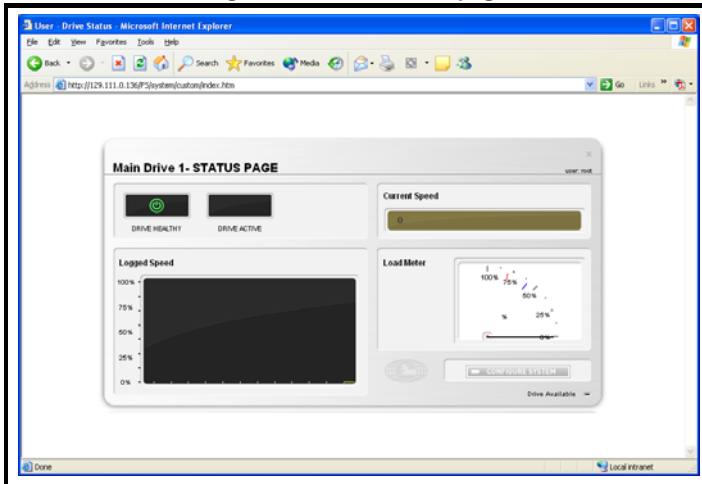 User - Drive Status - Microsoft Internet Explorer
File Edit View Favorites Tools Help
Back Search Favorites Media
Address http://129.111.0.136/FS/system/custom/index.htm Go Links »
Main Drive 1- STATUS PAGE
user: root
DRIVE HEALTHY DRIVE ACTIVE
Current Speed
0
Logged Speed
100%
75%
50%
25%
0%
Load Meter
100% 75%
50%
% 25%
0%
CONFIGURE SYSTEM
Drive Available
Done Local intranet